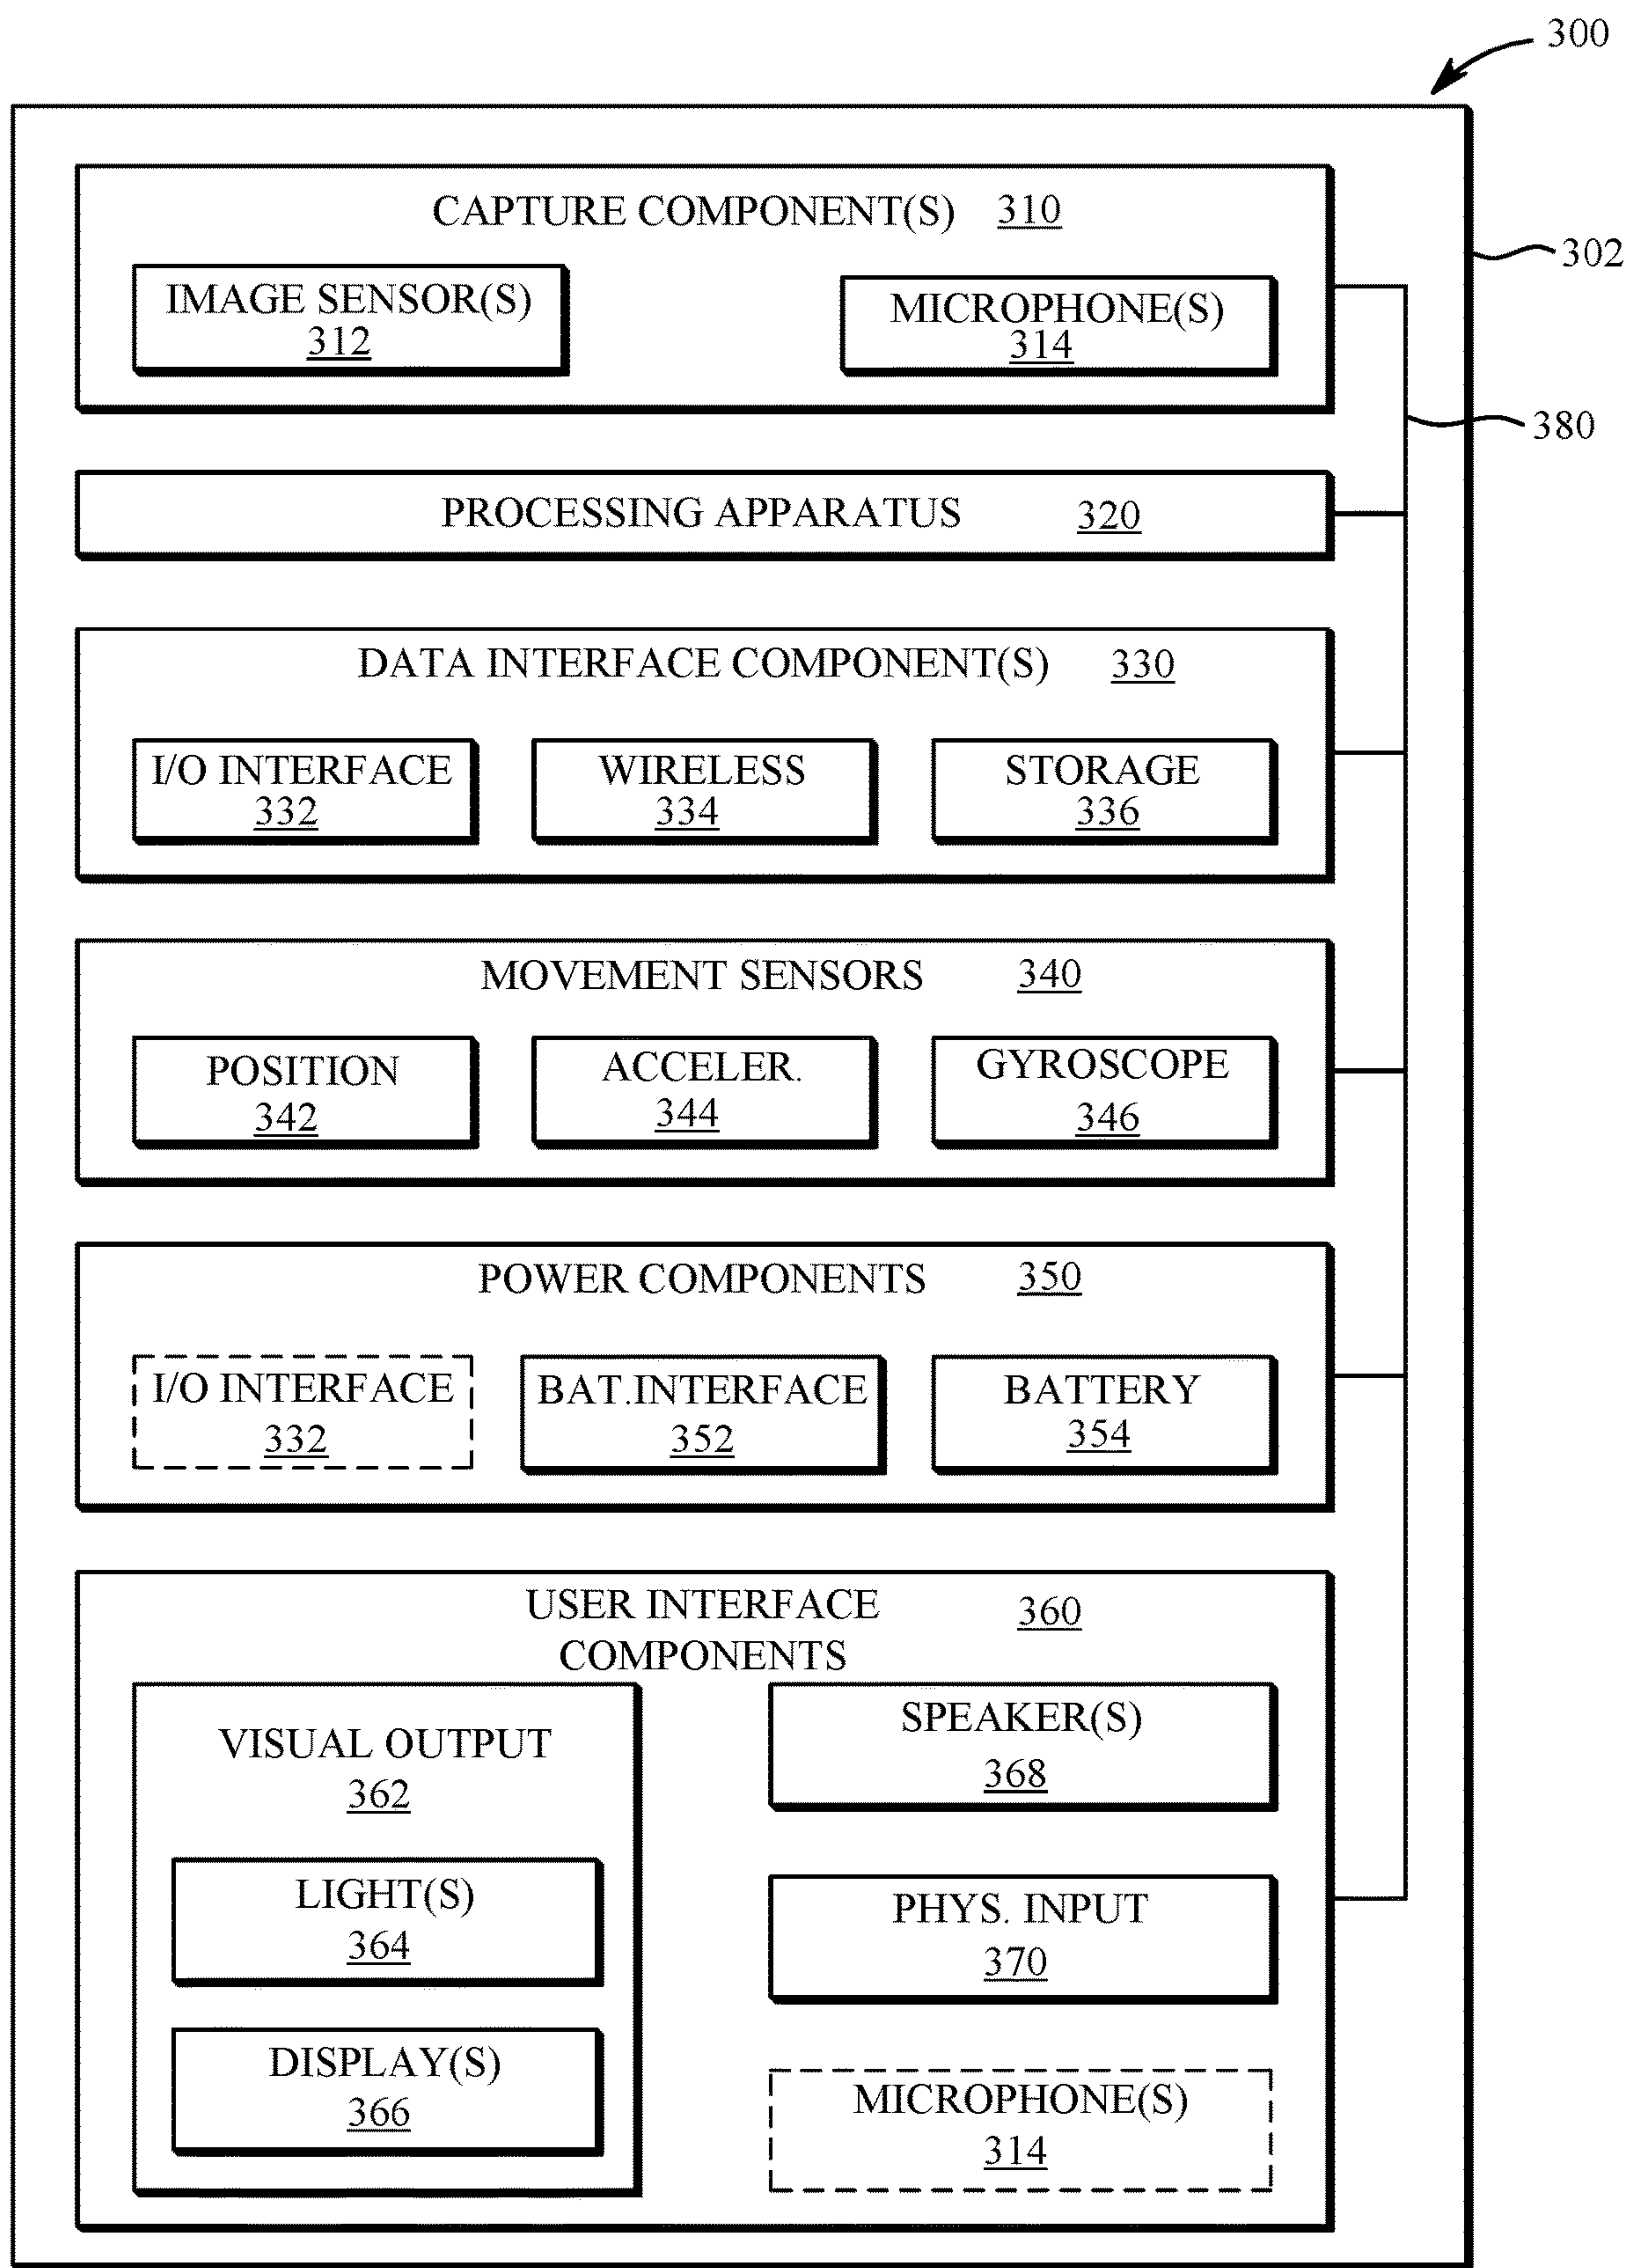 300
CAPTURE COMPONENT(S) 310
302
IMAGE SENSOR(S)
312
MICROPHONE(S)
314
380
PROCESSING APPARATUS 320
DATA INTERFACE COMPONENT(S) 330
I/O INTERFACE
332
WIRELESS
334
STORAGE
336
MOVEMENT SENSORS 340
POSITION
342
ACCELER.
344
GYROSCOPE
346
POWER COMPONENTS 350
I/O INTERFACE
332
BAT.INTERFACE
352
BATTERY
354
USER INTERFACE 360
COMPONENTS
VISUAL OUTPUT
362
LIGHT(S)
364
DISPLAY(S)
366
SPEAKER(S)
368
PHYS. INPUT
370
MICROPHONE(S)
314